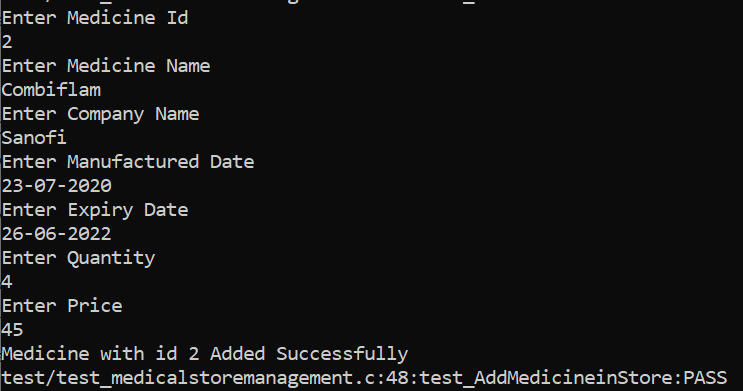 Enter Medicine Id
2
Enter Medicine Name
Combiflam
Enter Company Name
Sanofi
Enter Manufactured Date
23-07-2020
Enter Expiry Date
26-06-2022
Enter Quantity
4
Enter Price
45
Medicine with id 2 Added Successfully
test/test_medicalstoremanagement.c:48:test_AddMedicineinStore:PASS